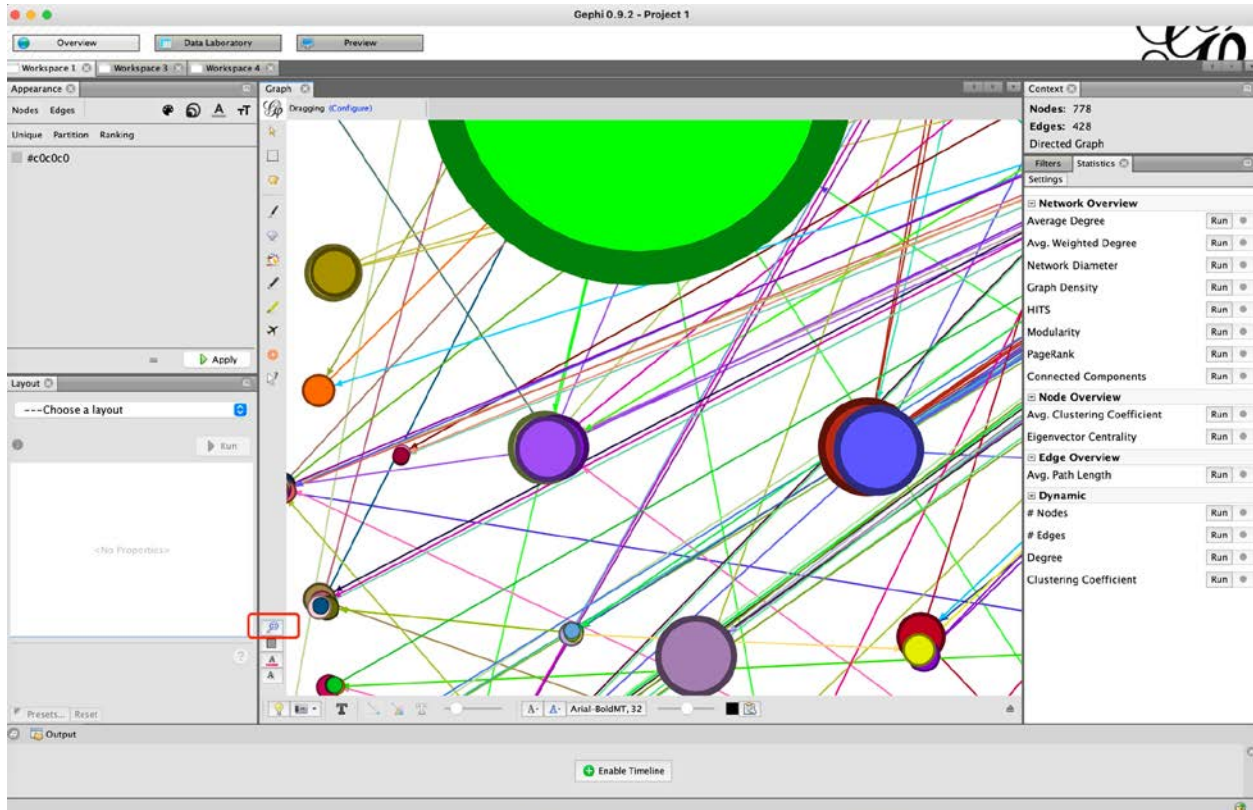 Gephi 0.9.2 - Project 1
Overview Data Laboratory Preview
Workspace 1 Workspace 3 Workspace 4
Appearance
Nodes Edges
Unique Partition Ranking
#c0c0c0
Apply
Layout
---Choose a layout
Run
<No Properties>
Presets... Reset
Graph
Dragging (Configure)
A
A
T T A- A- Arial-BoldMT, 32
Context
Nodes: 778
Edges: 428
Directed Graph
Filters Statistics
Settings
Network Overview
Average Degree Run
Avg. Weighted Degree Run
Network Diameter Run
Graph Density Run
HITS Run
Modularity Run
PageRank Run
Connected Components Run
Node Overview
Avg. Clustering Coefficient Run
Eigenvector Centrality Run
Edge Overview
Avg. Path Length Run
Dynamic
# Nodes Run
# Edges Run
Degree Run
Clustering Coefficient Run
Output
Enable Timeline